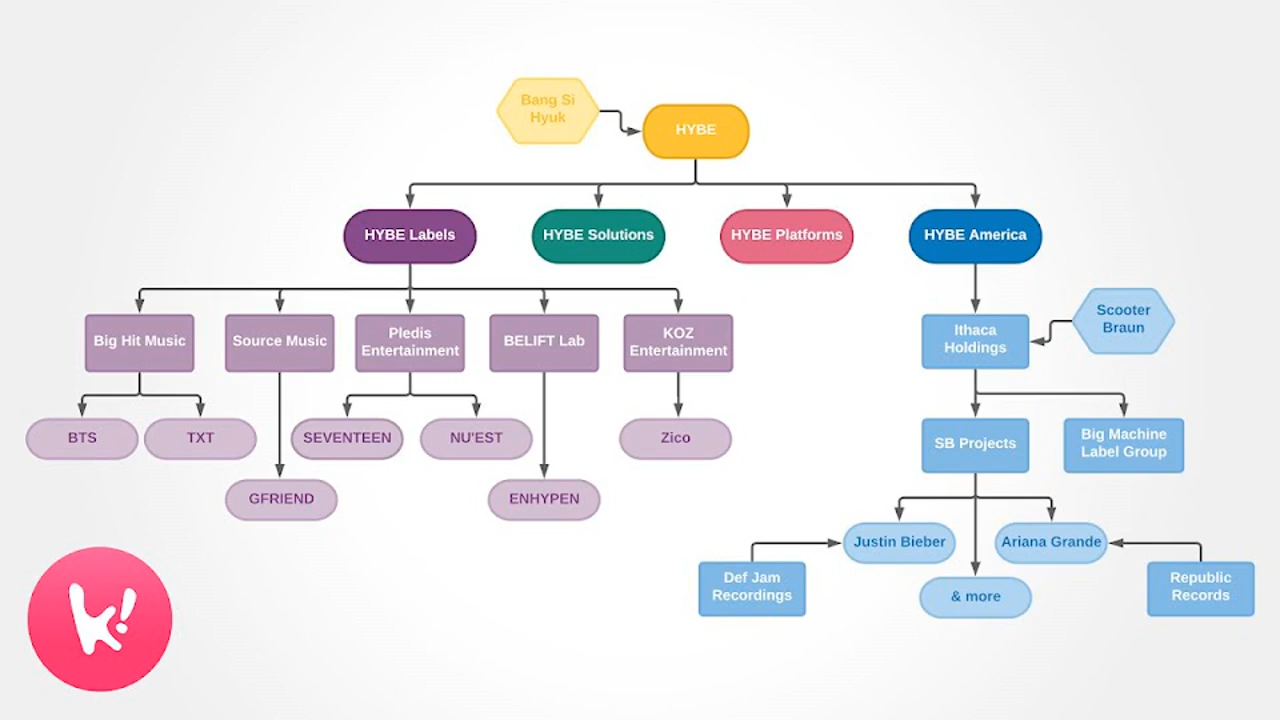 Bang Si
Hyuk
HYBE
HYBE Labels
HYBE Solutions
HYBE Platforms
HYBE America
Big Hit Music
Source Music
Pledis
Entertainment
BELIFT Lab
KOZ
Entertainment
Ithaca
Holdings
Scooter
Braun
BTS
TXT
SEVENTEEN
NU'EST
Zico
SB Projects
Big Machine
Label Group
GFRIEND
ENHYPEN
Justin Bieber
Ariana Grande
Def Jam
Recordings
& more
Republic
Records
k!